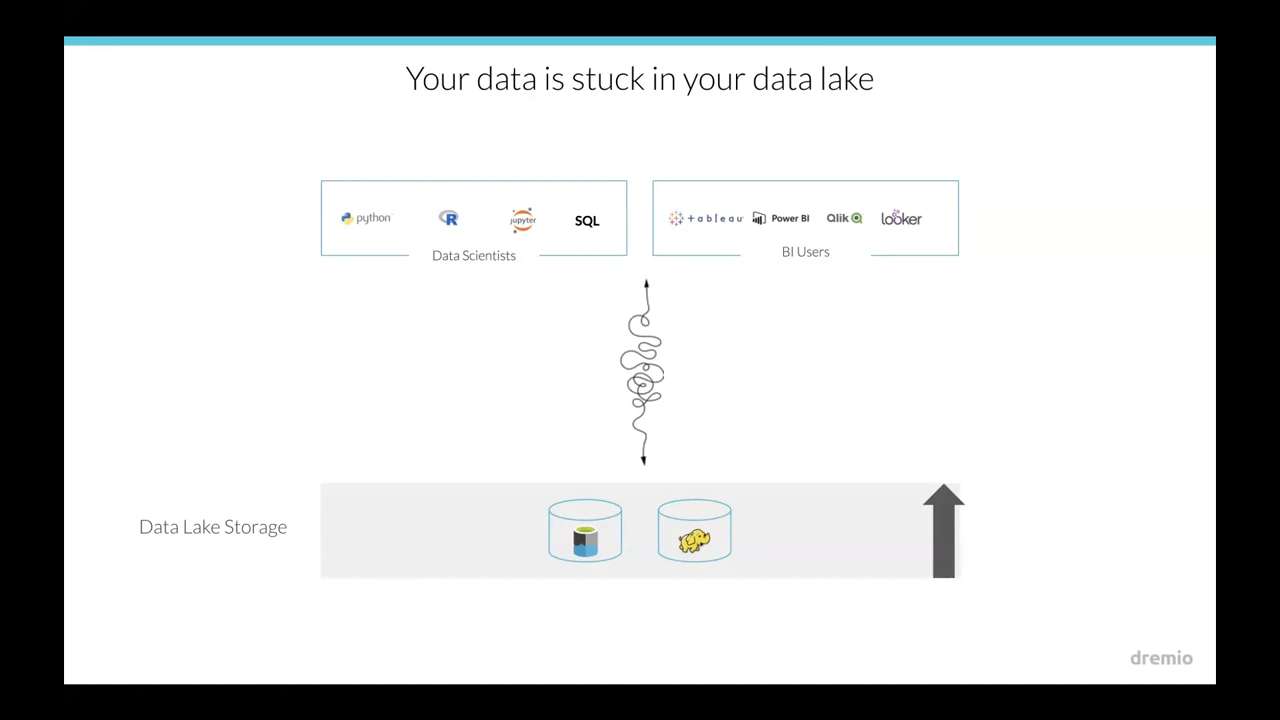 Your data is stuck in your data lake
python
R
jupyter
SQL
+ a b l e a u
Power BI
Qlik
looker
Data Scientists
BI Users
Data Lake Storage
dremio